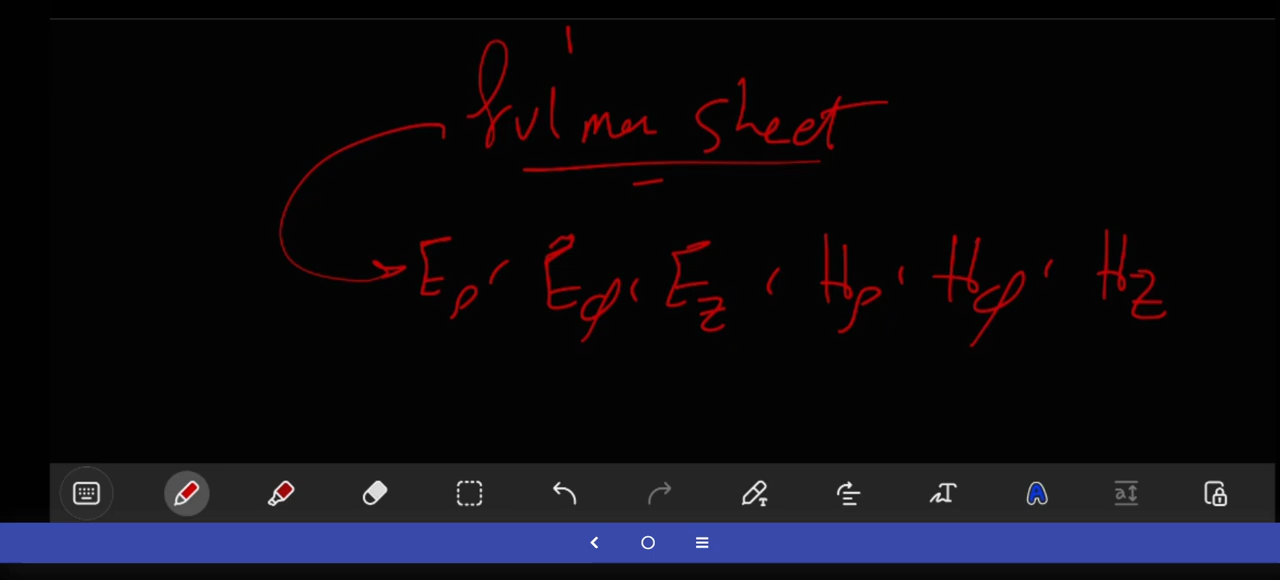 fulmer sheet
Eρ, Eφ, Ez, Hρ, Hφ, Hz